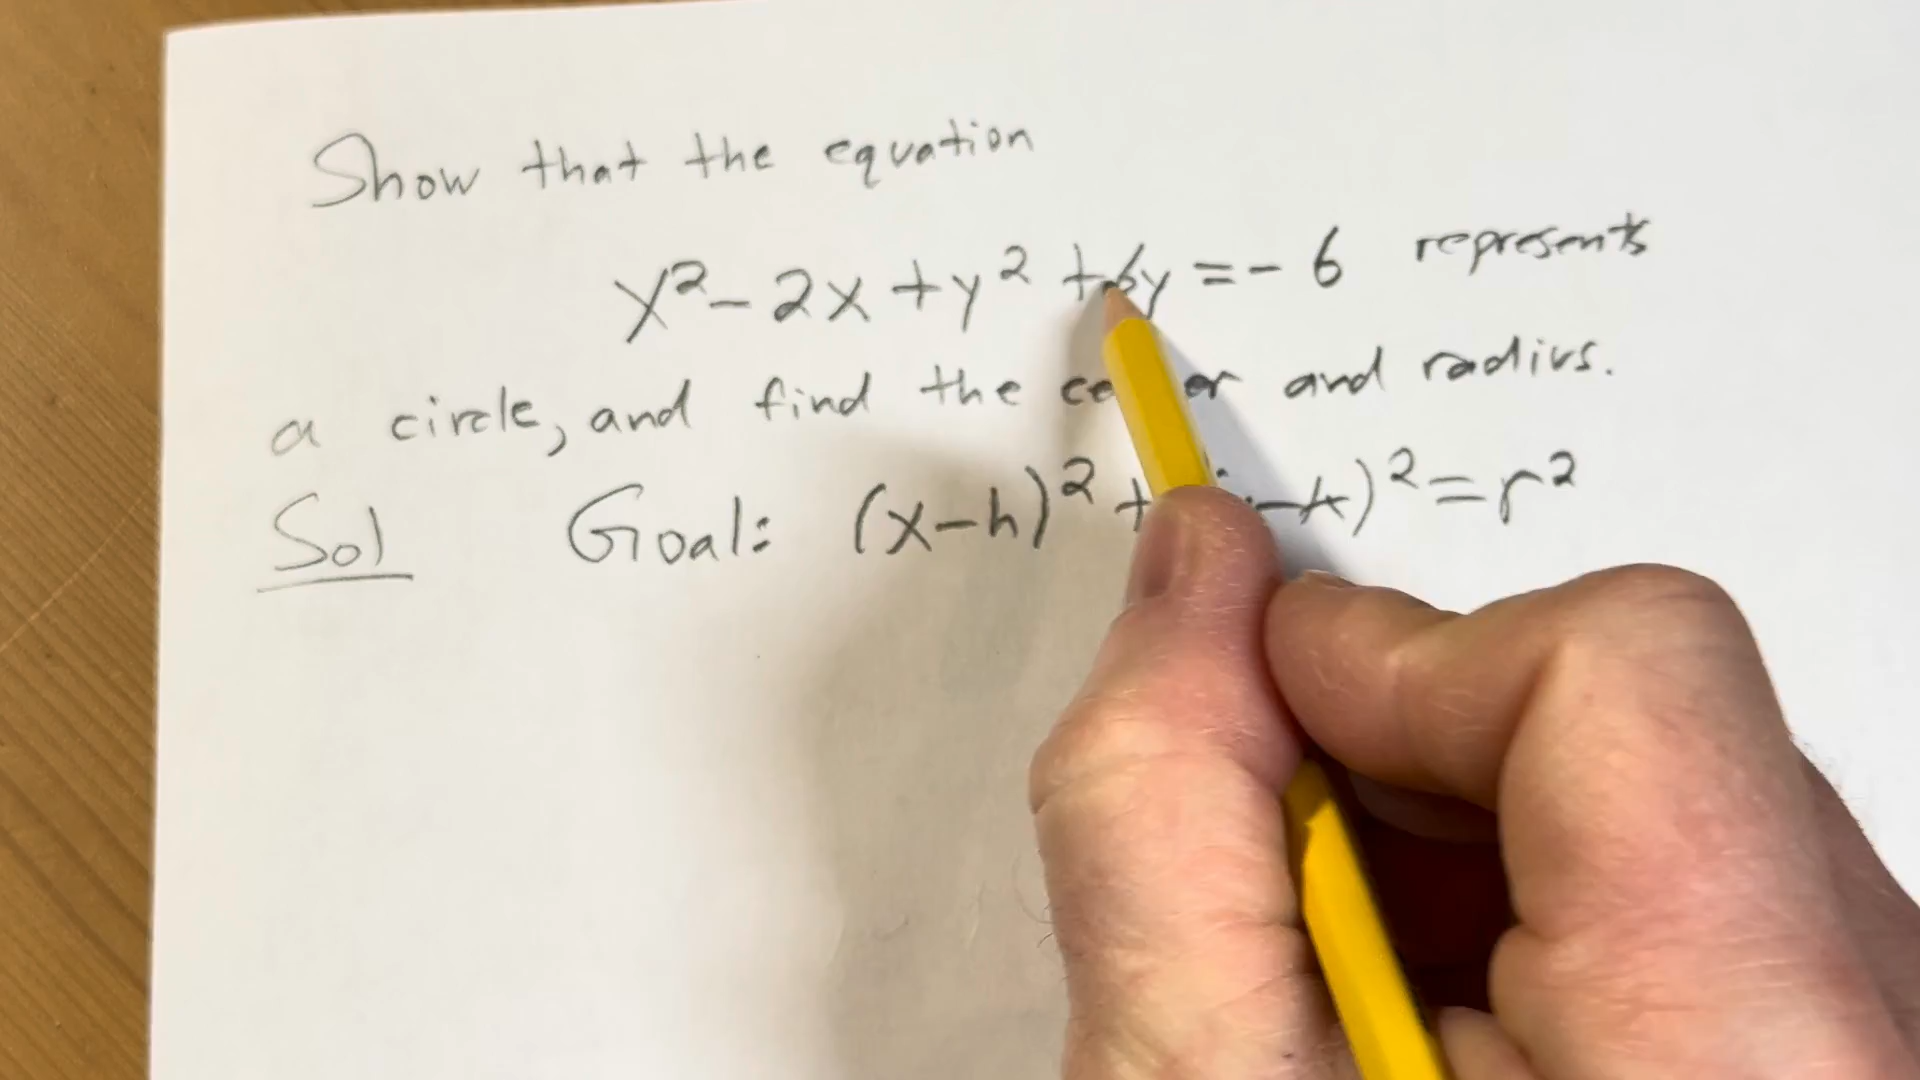 Show that the equation
x² - 2x + y² + 6y = - 6 represents
a circle, and find the and radius.
Sol Goal: (x-h)² + -k)² = r²